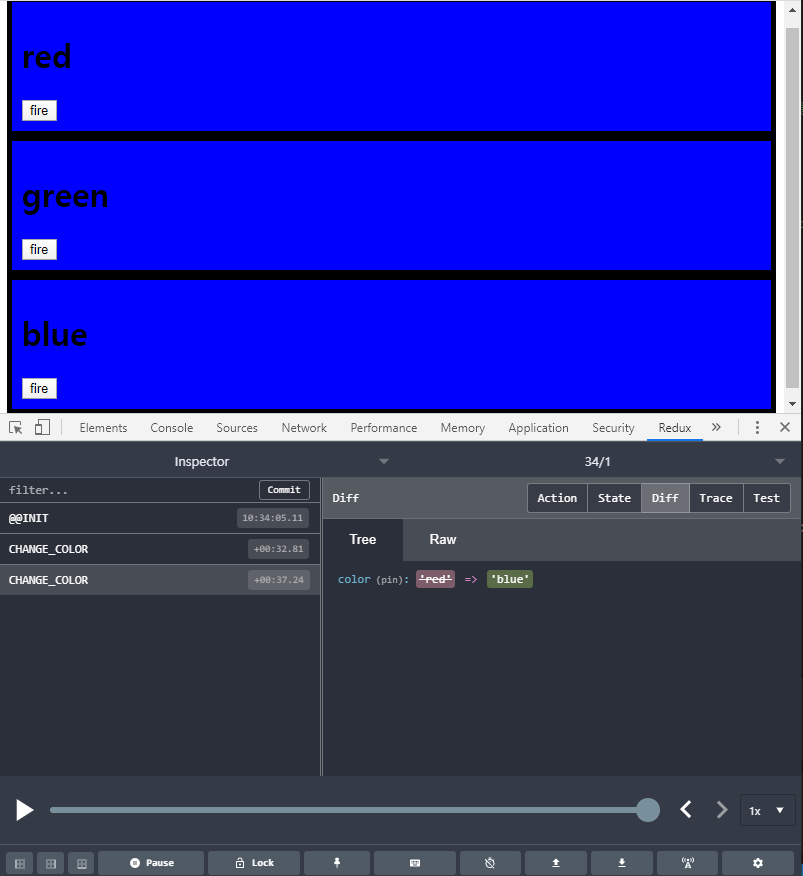 red
fire
green
fire
blue
fire
Elements Console Sources Network Performance Memory Application Security Redux »
Inspector 34/1
filter... Commit
@@INIT 10:34:05.11
CHANGE_COLOR +00:32.81
CHANGE_COLOR +00:37.24
Diff Action State Diff Trace Test
Tree Raw
color (pin): 'red' => 'blue'
1x
Pause Lock